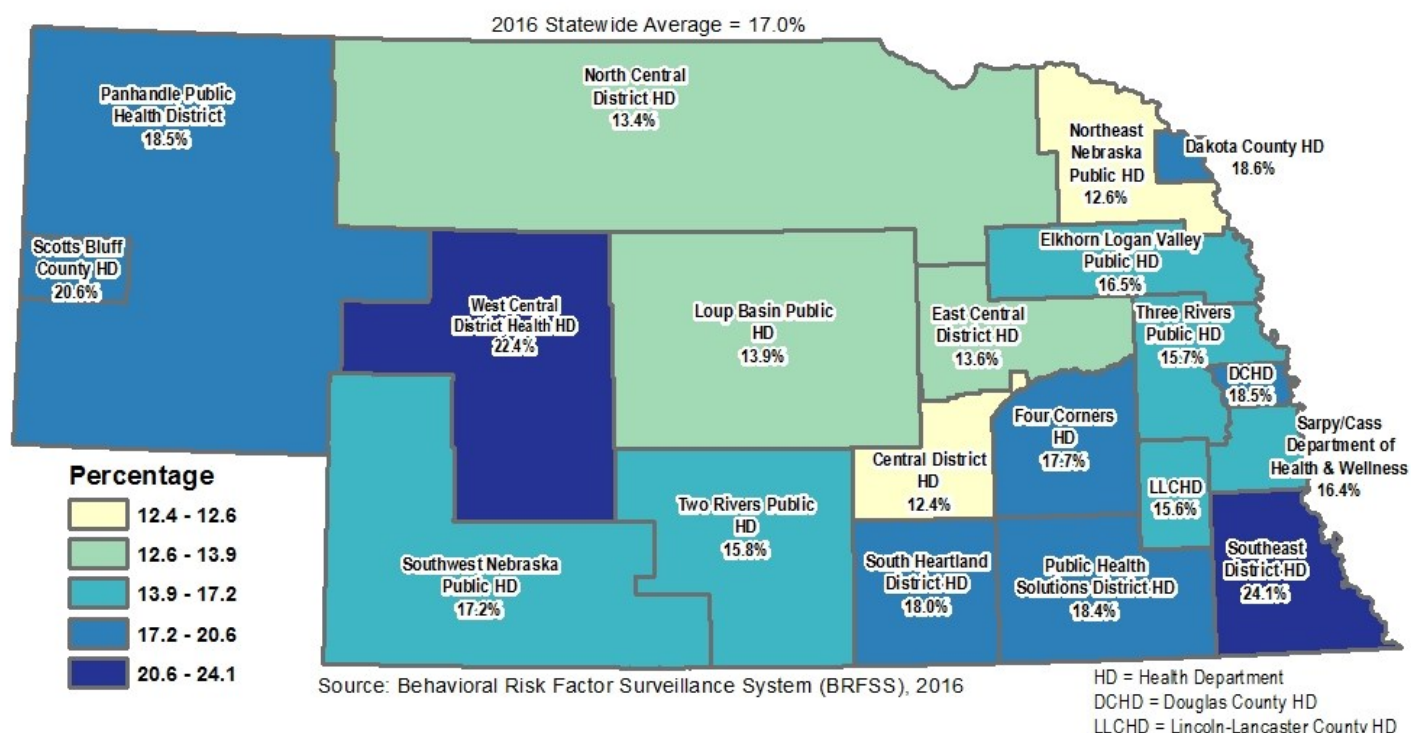 2016 Statewide Average = 17.0%
Panhandle Public
Health District
18.5%
North Central
District HD
13.4%
Northeast
Nebraska
Public HD
12.6%
Dakota County HD
18.6%
Scotts Bluff
County HD
20.6%
West Central
District Health HD
22.4%
Loup Basin Public
HD
13.9%
East Central
District HD
13.6%
Elkhorn Logan Valley
Public HD
16.5%
Three Rivers
Public HD
15.7%
DCHD
18.5%
Sarpy/Cass
Department of
Health & Wellness
16.4%
Four Corners
HD
17.7%
Central District
HD
12.4%
LLCHD
15.6%
Southwest Nebraska
Public HD
17.2%
Two Rivers Public
HD
15.8%
South Heartland
District HD
18.0%
Public Health
Solutions District HD
18.4%
Southeast
District HD
24.1%
Percentage
12.4 - 12.6
12.6 - 13.9
13.9 - 17.2
17.2 - 20.6
20.6 - 24.1
Source: Behavioral Risk Factor Surveillance System (BRFSS), 2016
HD = Health Department
DCHD = Douglas County HD
LLCHD = Lincoln-Lancaster County HD